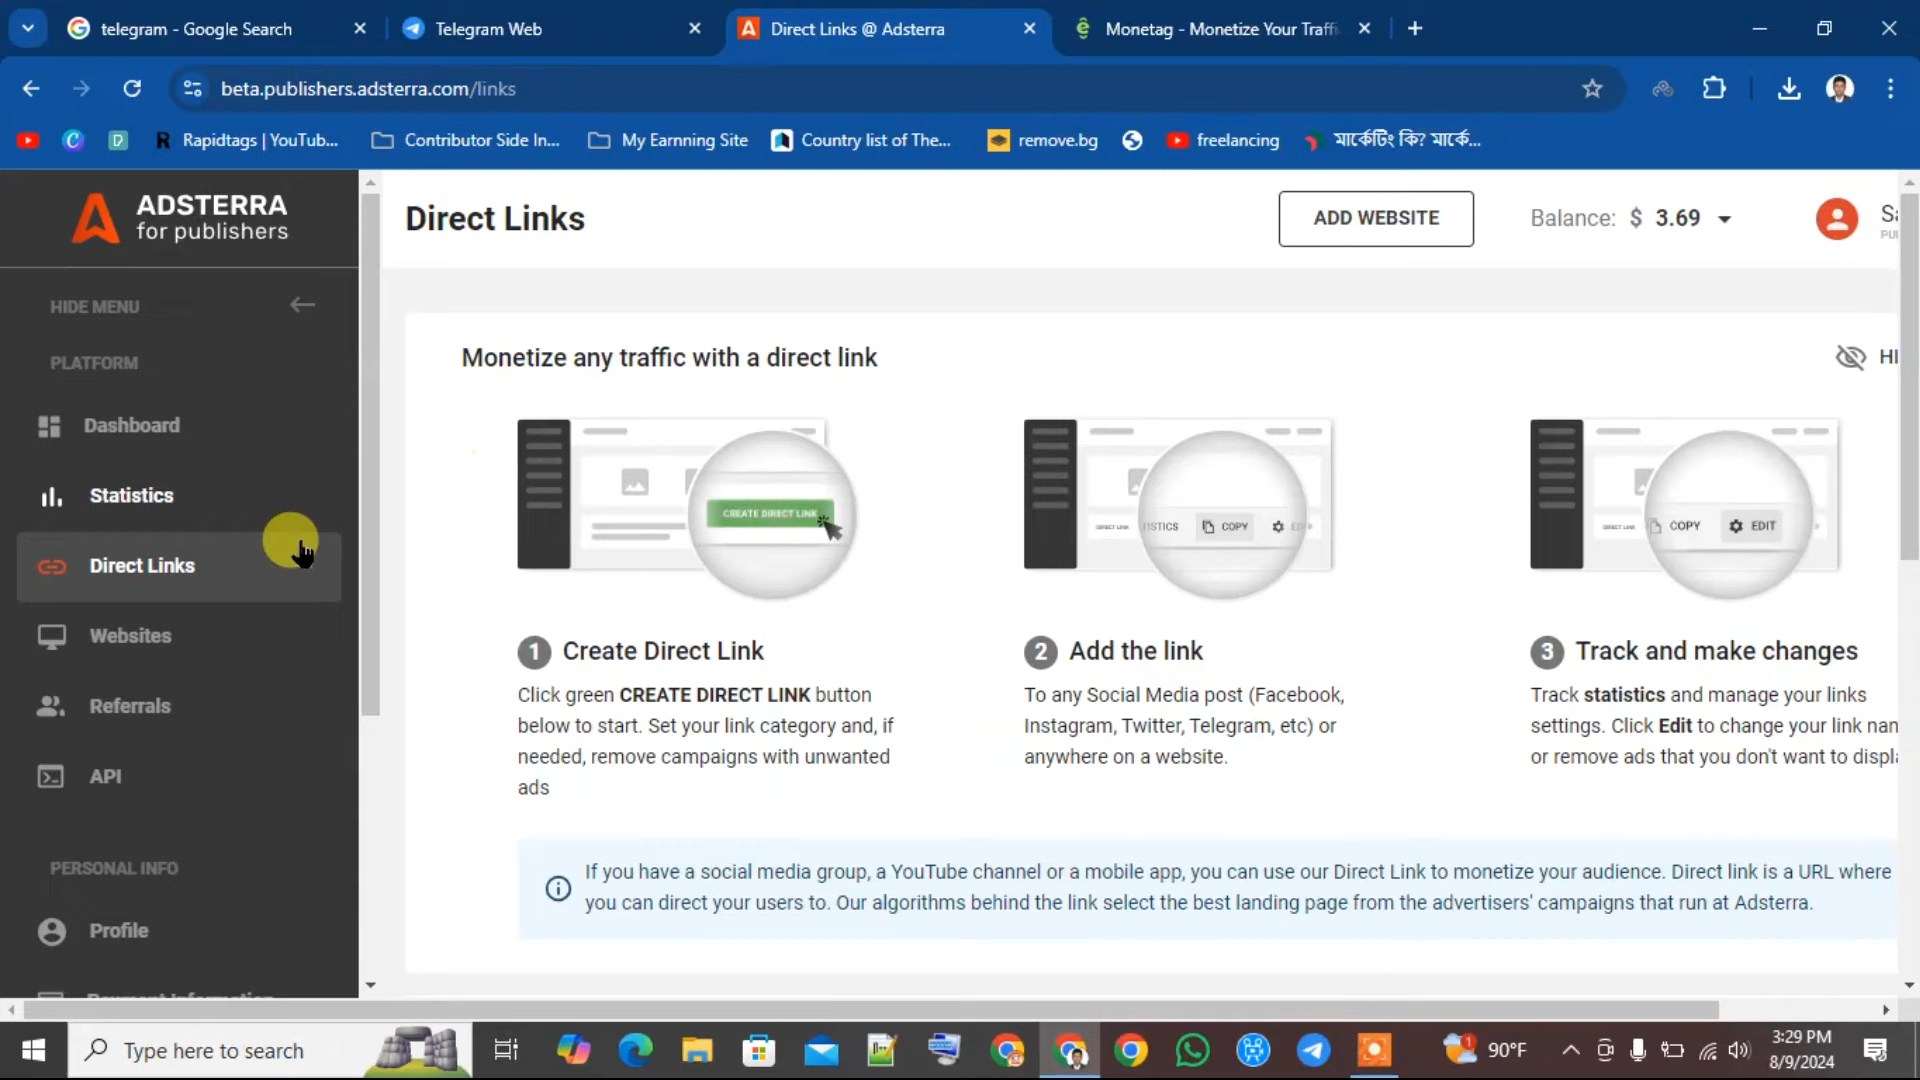 telegram - Google Search
Telegram Web
Direct Links @ Adsterra
Monetag - Monetize Your Traffi
beta.publishers.adsterra.com/links
Rapidtags | YouTub...
Contributor Side In...
My Earnning Site
Country list of The...
remove.bg
freelancing
মার্কেটিং কি? মার্কে...
ADSTERRA
for publishers
Direct Links
ADD WEBSITE
Balance: $ 3.69
HIDE MENU
PLATFORM
Dashboard
Statistics
Direct Links
Websites
Referrals
API
PERSONAL INFO
Profile
Payment Information
Monetize any traffic with a direct link
CREATE DIRECT LINK
DIRECT LINK
ISTICS
COPY
DIRECT LINK
COPY
EDIT
1 Create Direct Link
Click green CREATE DIRECT LINK button
below to start. Set your link category and, if
needed, remove campaigns with unwanted
ads
2 Add the link
To any Social Media post (Facebook,
Instagram, Twitter, Telegram, etc) or
anywhere on a website.
3 Track and make changes
Track statistics and manage your links
settings. Click Edit to change your link nan
or remove ads that you don't want to displa
If you have a social media group, a YouTube channel or a mobile app, you can use our Direct Link to monetize your audience. Direct link is a URL where
you can direct your users to. Our algorithms behind the link select the best landing page from the advertisers' campaigns that run at Adsterra.
Type here to search
90°F
3:29 PM
8/9/2024